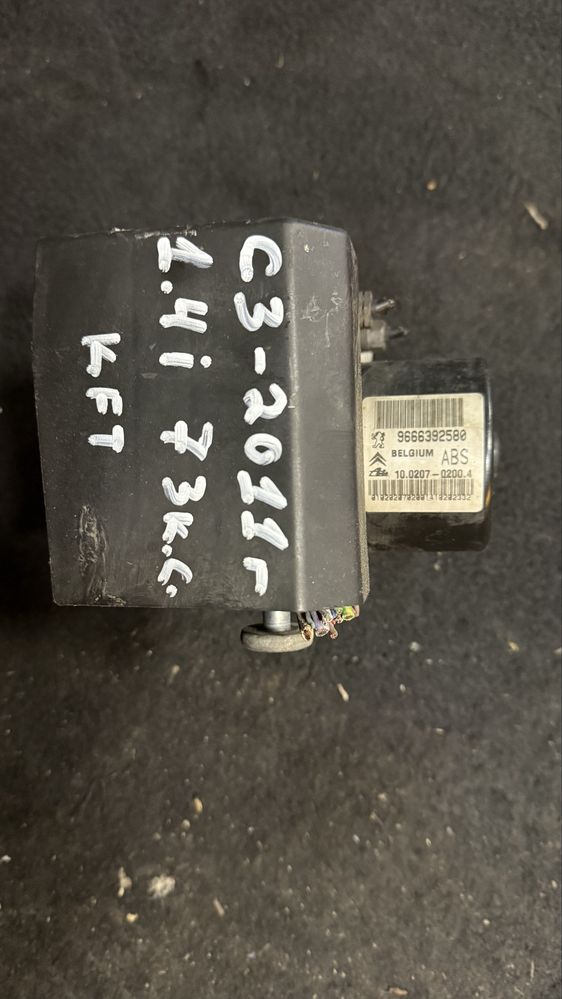 C3-2011г
1.4i 73к.с.
KFT
9666392580
BELGIUM ABS
10.0207-0200.4